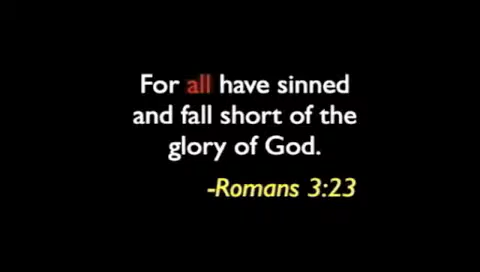 For all have sinned
and fall short of the
glory of God.
-Romans 3:23